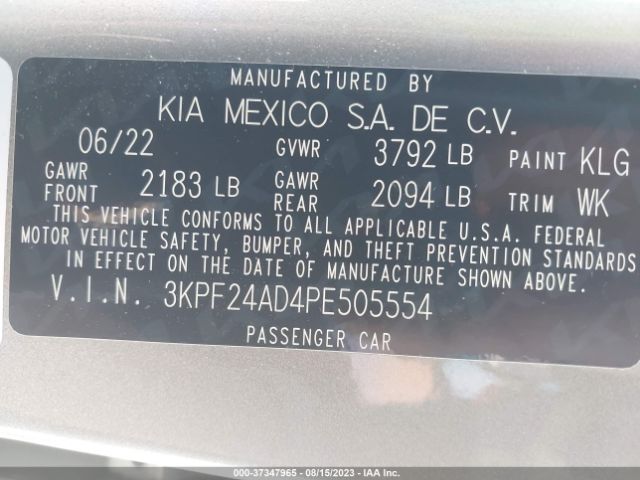 MANUFACTURED BY
KIA MEXICO S.A. DE C.V.
06/22 GVWR 3792 LB PAINT KLG
GAWR FRONT 2183 LB GAWR REAR 2094 LB TRIM WK
THIS VEHICLE CONFORMS TO ALL APPLICABLE U.S.A. FEDERAL
MOTOR VEHICLE SAFETY, BUMPER, AND THEFT PREVENTION STANDARDS
IN EFFECT ON THE DATE OF MANUFACTURE SHOWN ABOVE.
V.I.N. 3KPF24AD4PE505554
PASSENGER CAR
000-37347965 - 08/15/2023 - IAA Inc.